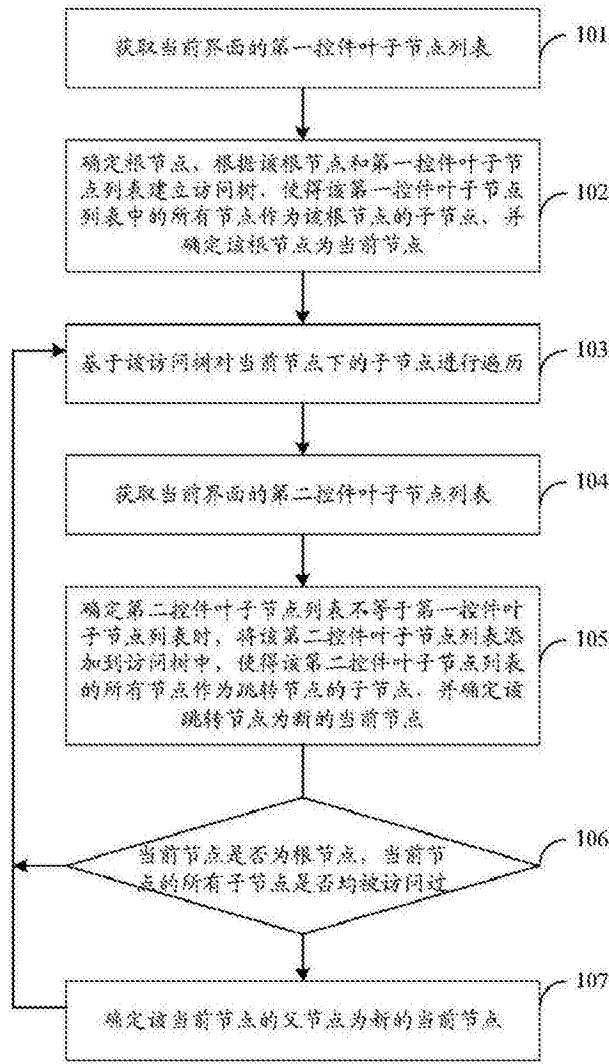 获取当前界面的第一控件叶子节点列表
101
确定根节点，根据该根节点和第一控件叶子节
点列表建立访问树，使得该第一控件叶子节点
列表中的所有节点作为该根节点的子节点，并
确定该根节点为当前节点
102
基于该访问树对当前节点下的子节点进行遍历
103
获取当前界面的第二控件叶子节点列表
104
确定第二控件叶子节点列表不等于第一控件叶
子节点列表时，将该第二控件叶子节点列表添
加到访问树中，使得该第二控件叶子节点列表
的所有节点作为跳转节点的子节点，并确定该
跳转节点为新的当前节点
105
当前节点是否为根节点，当前节
点的所有子节点是否均被访问过
106
确定该当前节点的父节点为新的当前节点
107